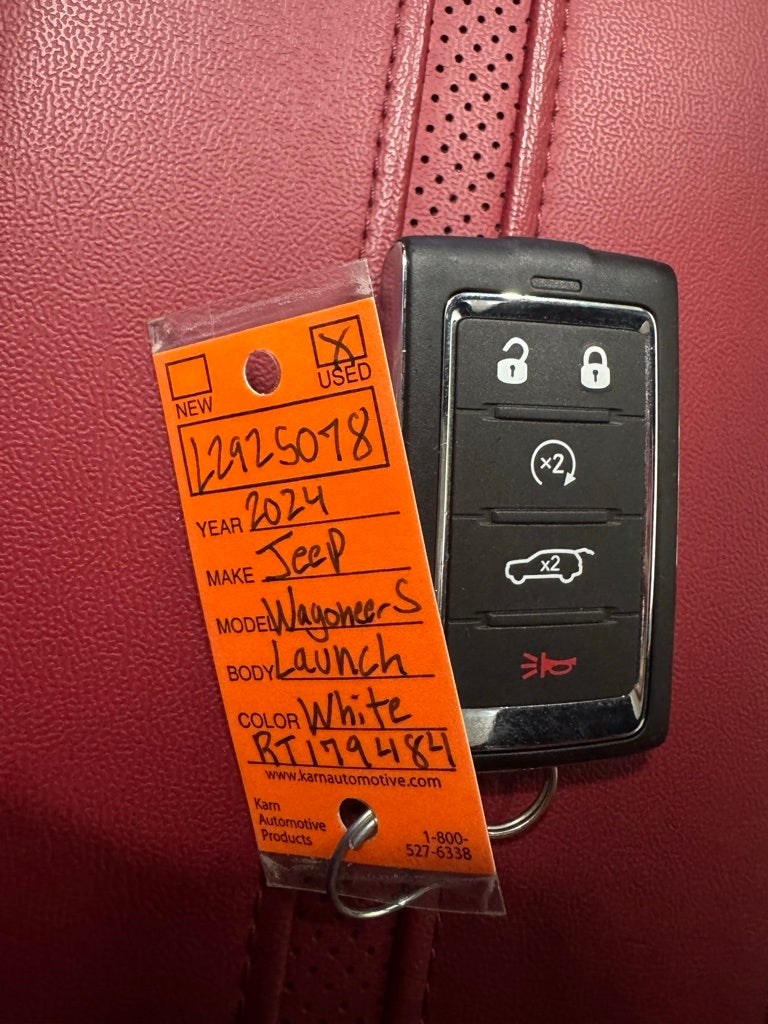 NEW
X
USED
L2925078
YEAR 2024
MAKE Jeep
MODEL Wagoneer S
BODY Launch
COLOR White
RT179484
www.karnautomotive.com
Karn
Automotive
Products
1-800-
527-6338
×2
x2